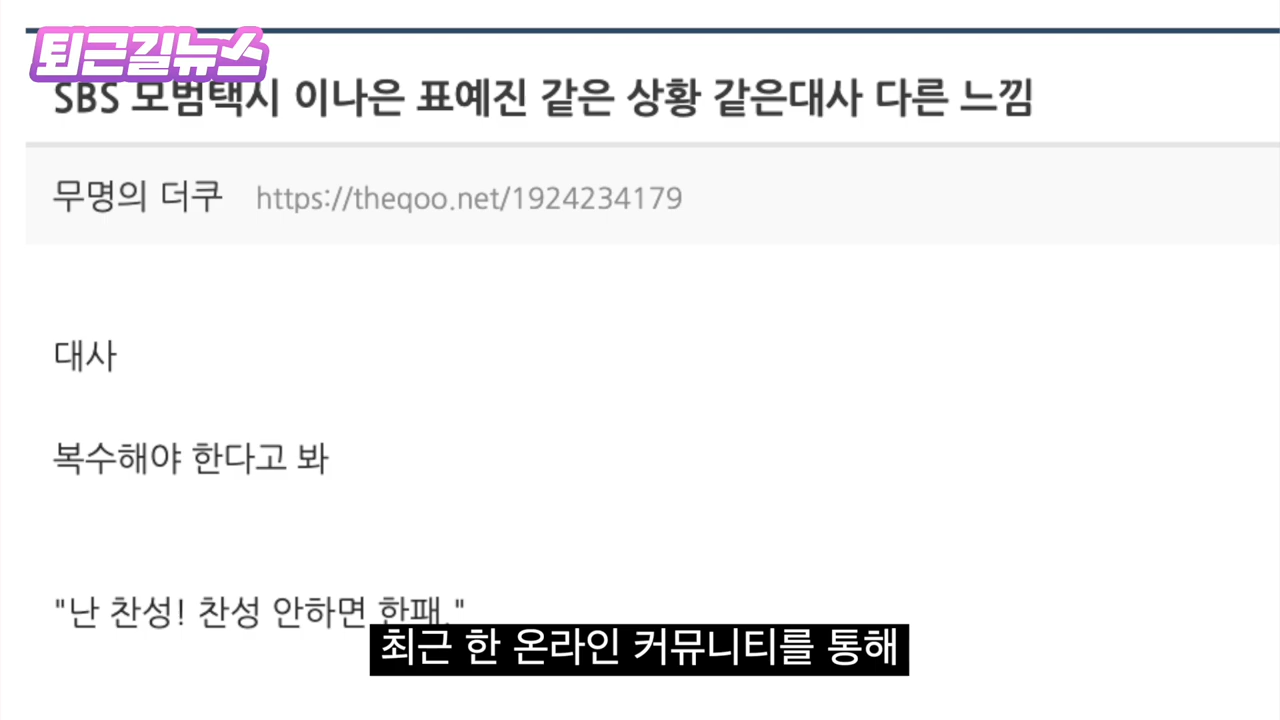 퇴근길뉴스
SBS 모범택시 이나은 표예진 같은 상황 같은대사 다른 느낌
무명의 더쿠 https://theqoo.net/1924234179
대사
복수해야 한다고 봐
"난 찬성! 찬성 안하면 한패."
최근 한 온라인 커뮤니티를 통해